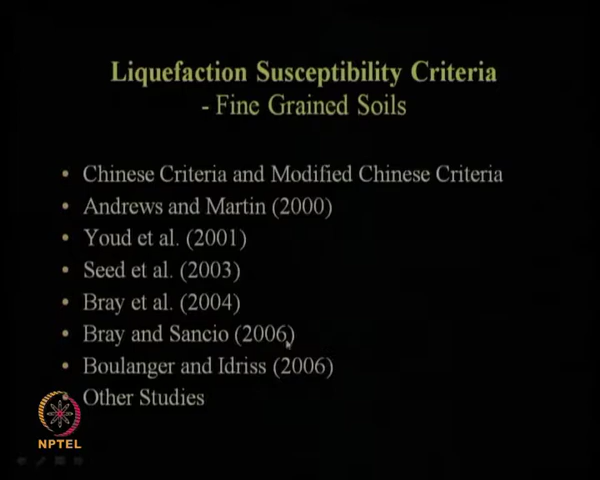 Liquefaction Susceptibility Criteria
- Fine Grained Soils
• Chinese Criteria and Modified Chinese Criteria
• Andrews and Martin (2000)
• Youd et al. (2001)
• Seed et al. (2003)
• Bray et al. (2004)
• Bray and Sancio (2006)
• Boulanger and Idriss (2006)
Other Studies
NPTEL